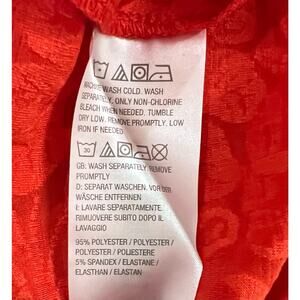 MACHINE WASH COLD. WASH
SEPARATELY. ONLY NON-CHLORINE
BLEACH WHEN NEEDED. TUMBLE
DRY LOW. REMOVE PROMPTLY. LOW
IRON IF NEEDED
30
GB: WASH SEPARATELY REMOVE
PROMPTLY
D: SEPARAT WASCHEN. VOR DER
WÄSCHE ENTFERNEN
I: LAVARE SEPARATAMENTE.
RIMUOVERE SUBITO DOPO IL
LAVAGGIO
95% POLYESTER / POLYESTER /
POLYESTER / POLIESTERE
5% SPANDEX / ELASTANE /
ELASTHAN / ELASTAN